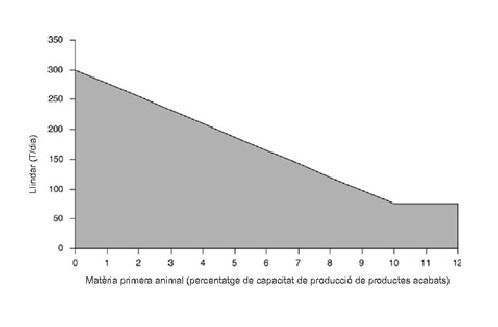 350
300
250
200
150
100
50
0
Llindar (T/dia)
0 1 2 3 4 5 6 7 8 9 10 11 12
Matèria primera animal (percentatge de capacitat de producció de productes acabats)